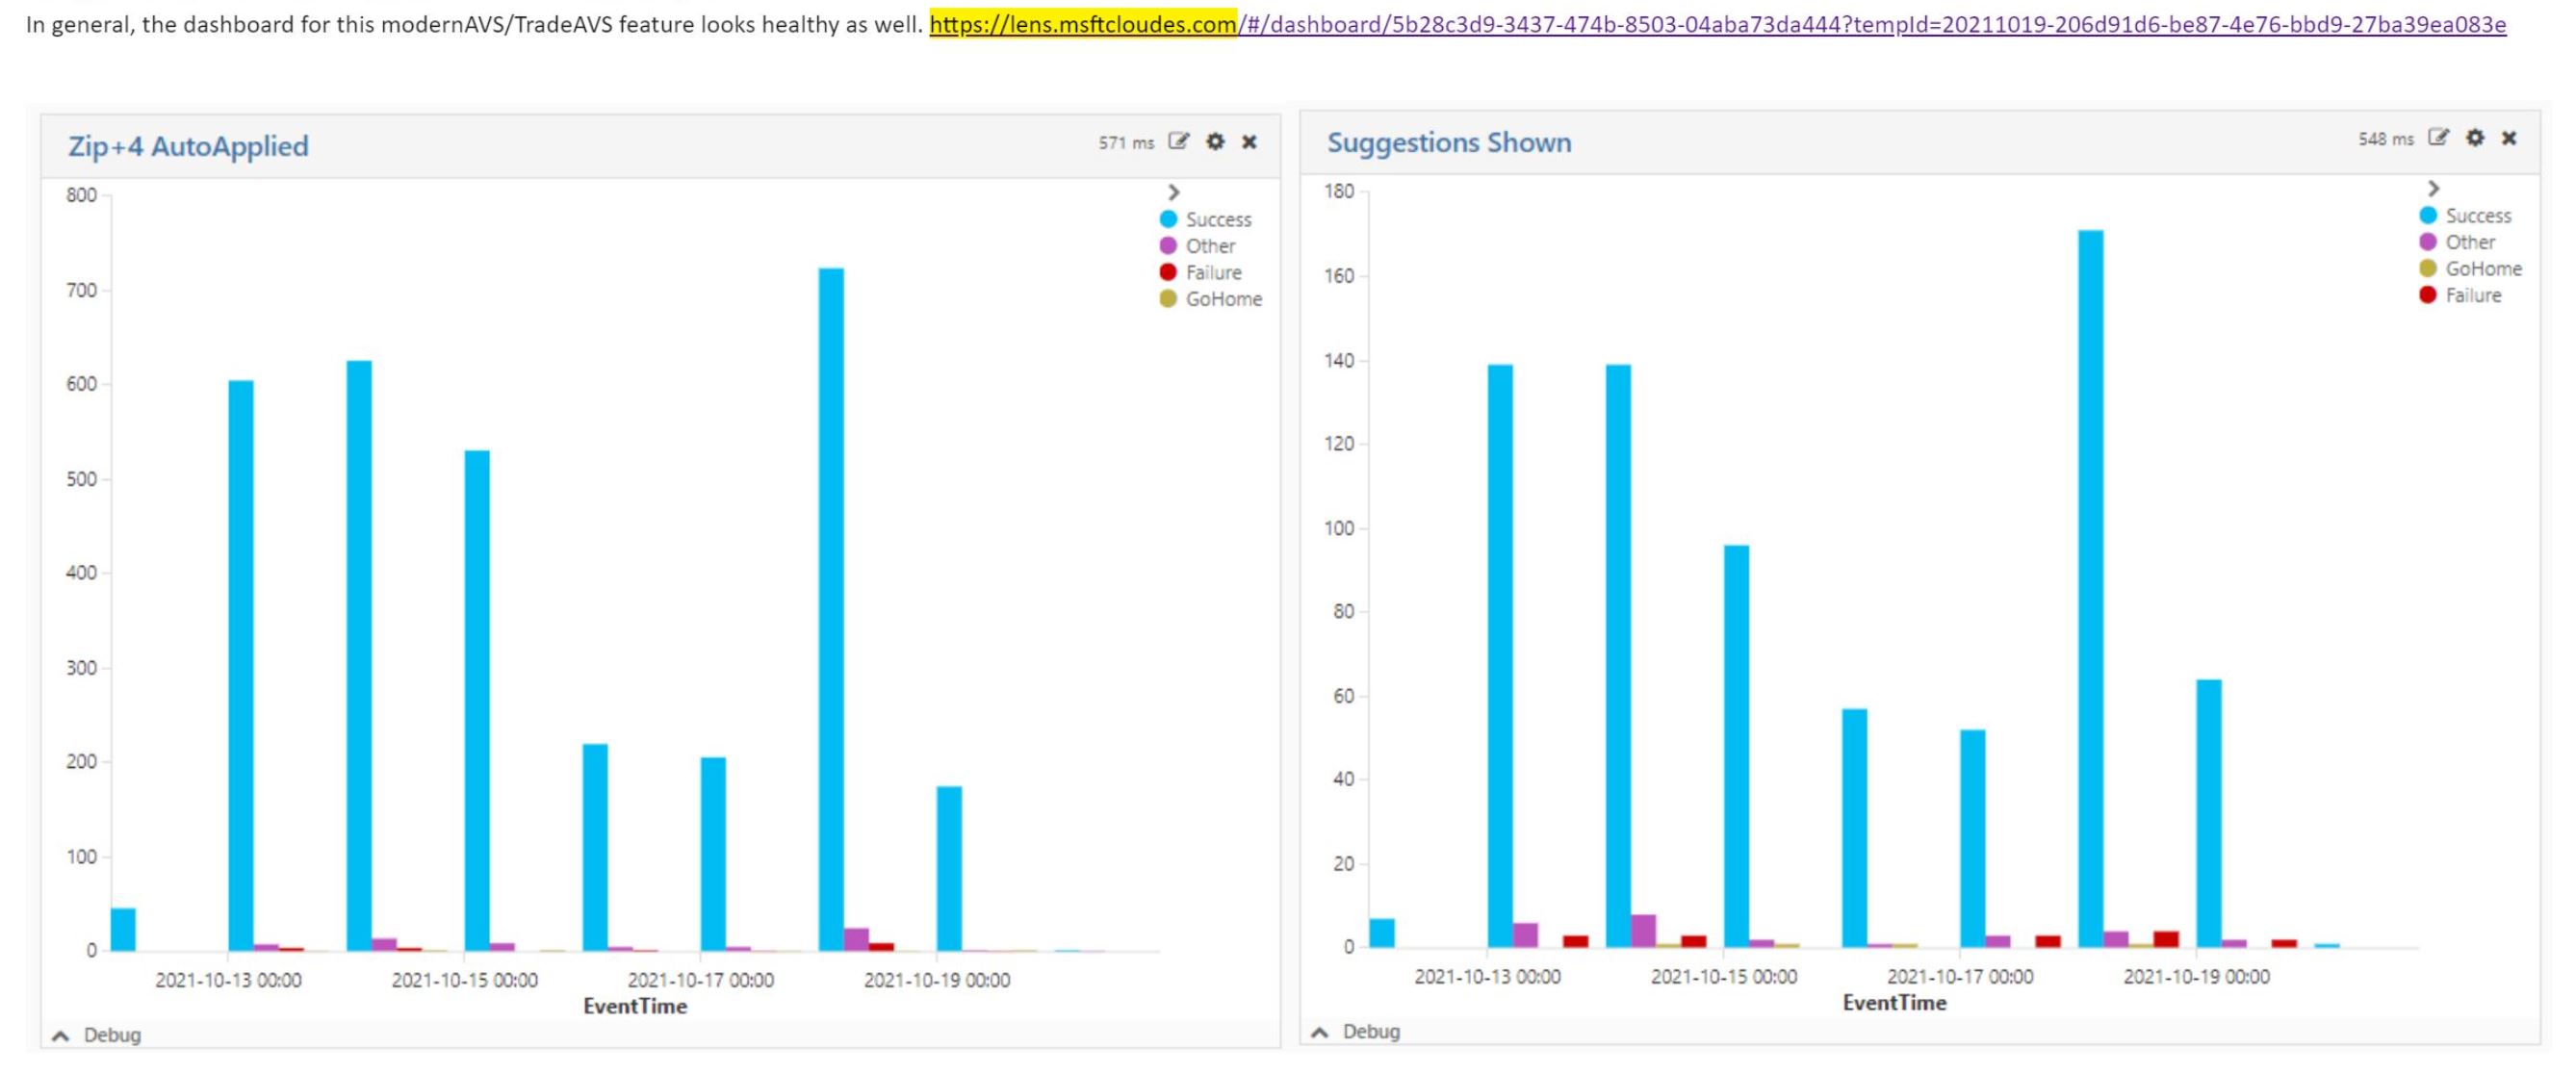 In general, the dashboard for this modernAVS/TradeAVS feature looks healthy as well. https://lens.msftcloudes.com/#/dashboard/5b28c3d9-3437-474b-8503-04aba73da444?tempId=20211019-206d91d6-be87-4e76-bbd9-27ba39ea083e
Zip+4 AutoApplied
571 ms
800
700
600
500
400
300
200
100
0
Success
Other
Failure
GoHome
2021-10-13 00:00
2021-10-15 00:00
2021-10-17 00:00
2021-10-19 00:00
EventTime
Debug
Suggestions Shown
548 ms
180
160
140
120
100
80
60
40
20
0
Success
Other
GoHome
Failure
2021-10-13 00:00
2021-10-15 00:00
2021-10-17 00:00
2021-10-19 00:00
EventTime
Debug